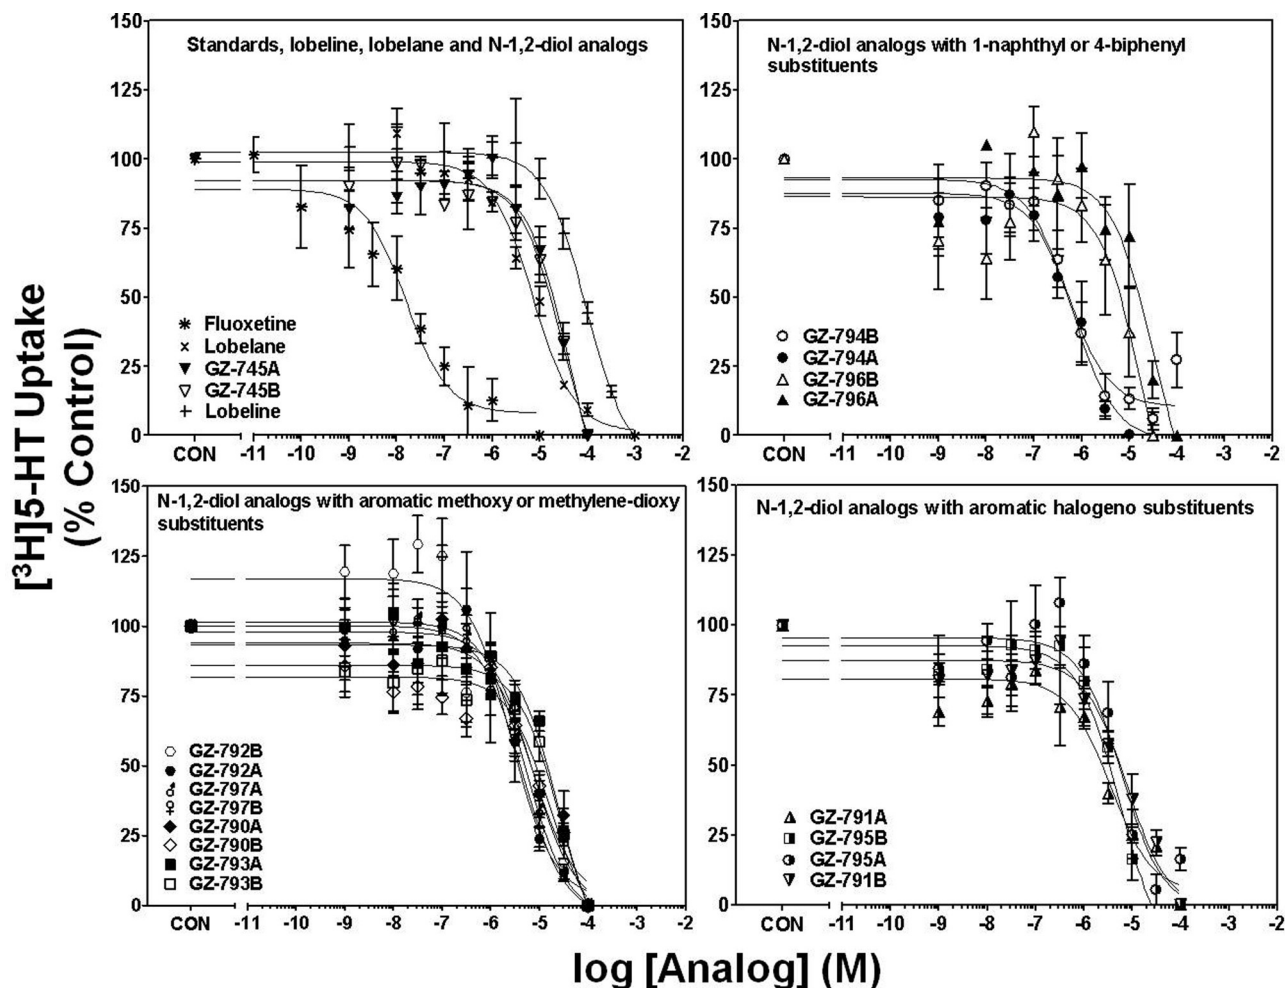 [³H]5-HT Uptake
(% Control)
150
125
100
75
50
25
0
Standards, lobeline, lobelane and N-1,2-diol analogs
Fluoxetine
Lobelane
GZ-745A
GZ-745B
Lobeline
CON -11 -10 -9 -8 -7 -6 -5 -4 -3 -2
150
125
100
75
50
25
0
N-1,2-diol analogs with 1-naphthyl or 4-biphenyl
substituents
GZ-794B
GZ-794A
GZ-796B
GZ-796A
CON -11 -10 -9 -8 -7 -6 -5 -4 -3 -2
150
125
100
75
50
25
0
N-1,2-diol analogs with aromatic methoxy or methylene-dioxy
substituents
GZ-792B
GZ-792A
GZ-797A
GZ-797B
GZ-790A
GZ-790B
GZ-793A
GZ-793B
CON -11 -10 -9 -8 -7 -6 -5 -4 -3 -2
150
125
100
75
50
25
0
N-1,2-diol analogs with aromatic halogeno substituents
GZ-791A
GZ-795B
GZ-795A
GZ-791B
CON -11 -10 -9 -8 -7 -6 -5 -4 -3 -2
log [Analog] (M)